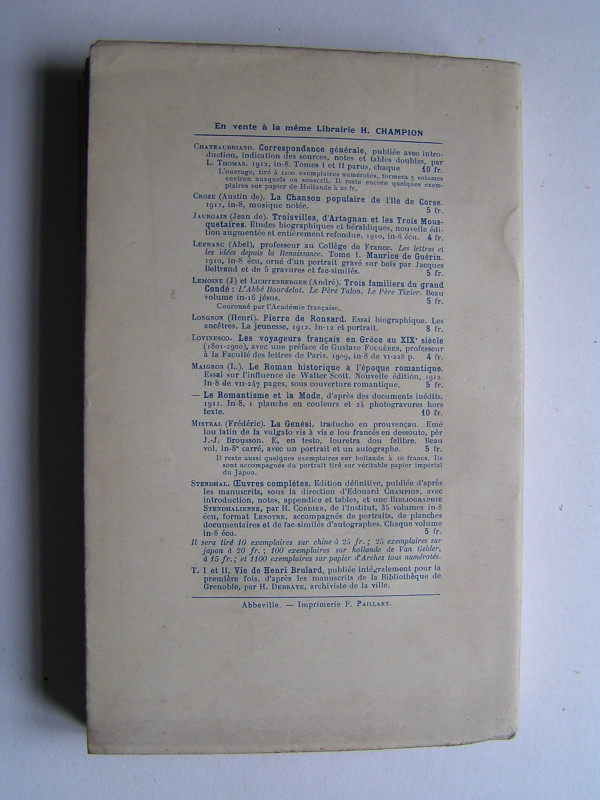 En vente à la même Librairie H. CHAMPION
CHATEAUBRIAND. Correspondance générale, publiée avec intro-
duction, indication des sources, notes et tables doubles, par
L. THOMAS. 1912, in-8. Tomes I et II parus, chaque 10 fr.
L'ouvrage, tiré à 1100 exemplaires numérotés, formera 5 volumes
environ auxquels on souscrit. Il reste encore quelques exem-
plaires sur papier de Hollande à 20 fr.
CROZE (Austin de). La Chanson populaire de l'île de Corse.
1911, in-8, musique notée. 5 fr.
JAURGAIN (Jean de). Troisvilles, d'Artagnan et les Trois Mous-
quetaires. Etudes biographiques et héraldiques, nouvelle édi-
tion augmentée et entièrement refondue. 1910, in-8 écu. 4 fr.
LEFRANC (Abel), professeur au Collège de France. Les lettres et
les idées depuis la Renaissance. Tome I. Maurice de Guérin.
1910, in-8 écu, orné d'un portrait gravé sur bois par Jacques
Beltrand et de 5 gravures et fac-similés. 5 fr.
LEMOINE (J) et LICHTENBERGER (André). Trois familiers du grand
Condé : L'Abbé Bourdelot. Le Père Talon. Le Père Tixier. Beau
volume in-16 jésus. 5 fr.
Couronné par l'Académie française.
LONGNON (Henri). Pierre de Ronsard. Essai biographique. Les
ancêtres. La jeunesse, 1912. In-12 et portrait. 8 fr.
LOVINESCO. Les voyageurs français en Grèce au XIXe siècle
(1801-1900), avec une préface de Gustave FOUGÈRES, professeur
à la Faculté des lettres de Paris. 1909, in-8 de VI-228 p. 4 fr.
MAIGRON (L.). Le Roman historique à l'époque romantique.
Essai sur l'influence de Walter Scott. Nouvelle édition, 1912.
In-8 de VII-247 pages, sous couverture romantique. 5 fr.
— Le Romantisme et la Mode, d'après des documents inédits.
1911. In-8, 1 planche en couleurs et 24 photogravures hors
texte. 10 fr.
MISTRAL (Frédéric). La Genèsi, traducho en prouvençau. Emé
lou latin de la vulgato vis à vis e lou francés en dessouto, pèr
J.-J. Brousson. E, en testo, louretra dou felibre. Beau
vol. in-8° carré, avec un portrait et un autographe. 5 fr.
Il reste aussi quelques exemplaires sur hollande à 10 francs. Ils
sont accompagnés du portrait tiré sur véritable papier impérial
du Japon.
STENDHAL. Œuvres complètes. Edition définitive, publiée d'après
les manuscrits, sous la direction d'Edouard CHAMPION, avec
introduction, notes, appendice et tables, et une BIBLIOGRAPHIE
STENDHALIENNE, par H. CORDIER, de l'Institut, 35 volumes in-8
écu, format LENOTRE, accompagnés de portraits, de planches
documentaires et de fac-similés d'autographes. Chaque volume
in-8 écu. 5 fr.
Il sera tiré 10 exemplaires sur chine à 25 fr. ; 25 exemplaires sur
japon à 20 fr. ; 100 exemplaires sur hollande de Van Gelder,
à 15 fr. ; et 1100 exemplaires sur papier d'Arches tous numérotés.
T. I et II, Vie de Henri Brulard, publiée intégralement pour la
première fois, d'après les manuscrits de la Bibliothèque de
Grenoble, par H. DEBRAYE, archiviste de la ville.
Abbeville. — Imprimerie F. PAILLART.